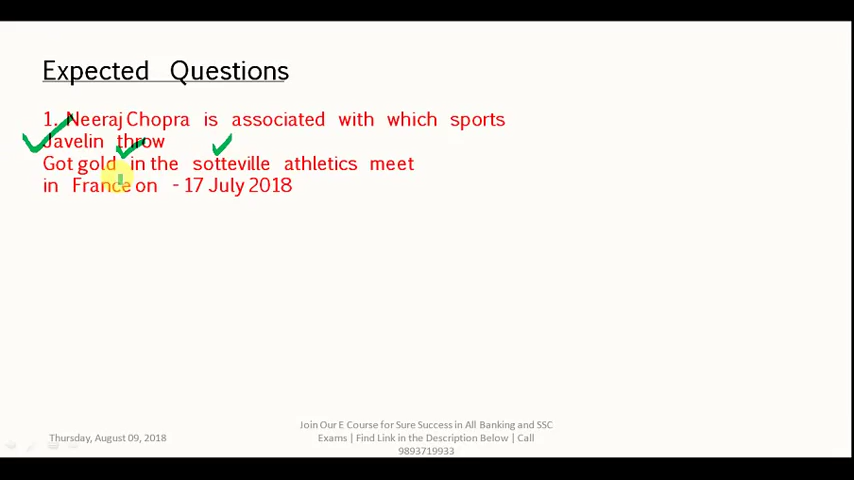 Expected Questions
1. Neeraj Chopra is associated with which sports
Javelin throw
Got gold in the sotteville athletics meet
in France on - 17 July 2018
Join Our E Course for Sure Success in All Banking and SSC
Thursday, August 09, 2018
Exams | Find Link in the Description Below | Call
9893719933